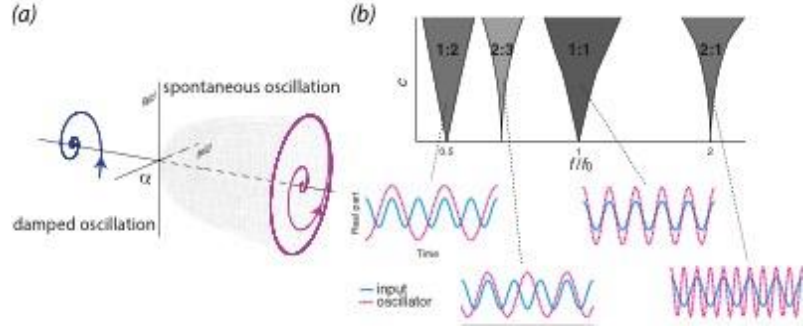 (a)
spontaneous oscillation
α
damped oscillation
(b)
1:2
2:3
1:1
2:1
c
0.5
1
2
f/f₀
Real part
Time
input
oscillator